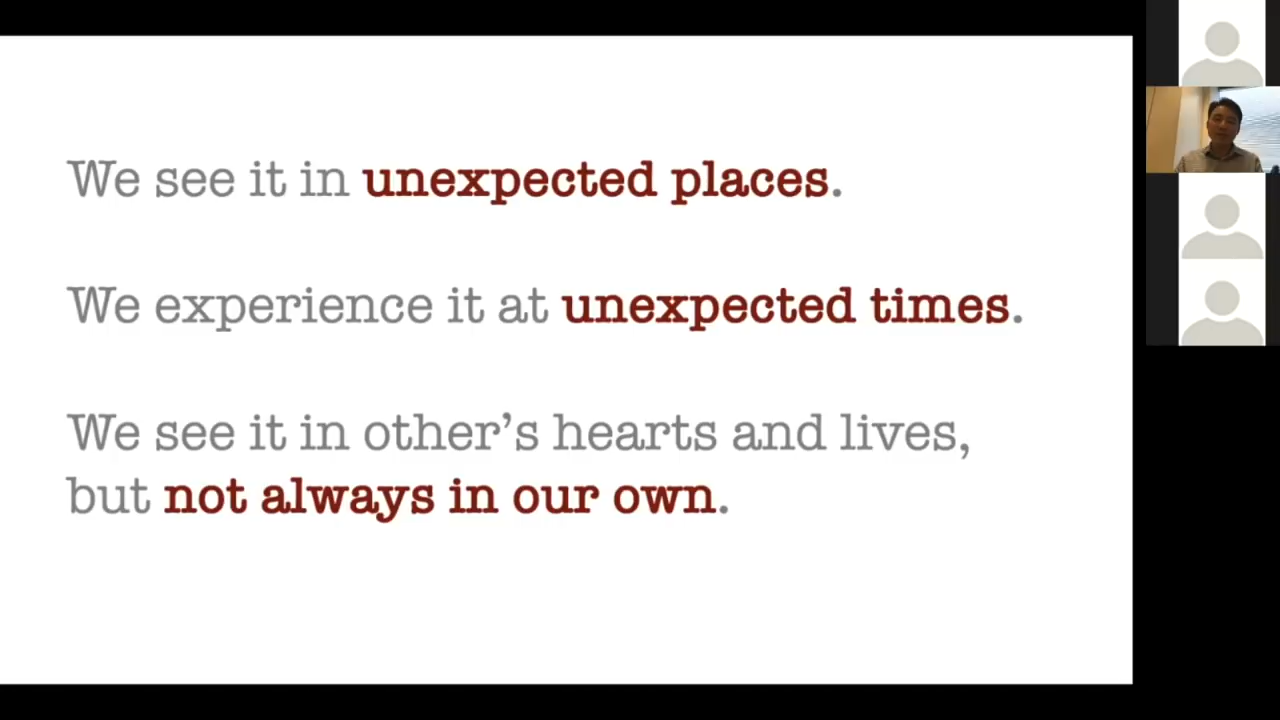 We see it in unexpected places.
We experience it at unexpected times.
We see it in other’s hearts and lives,
but not always in our own.